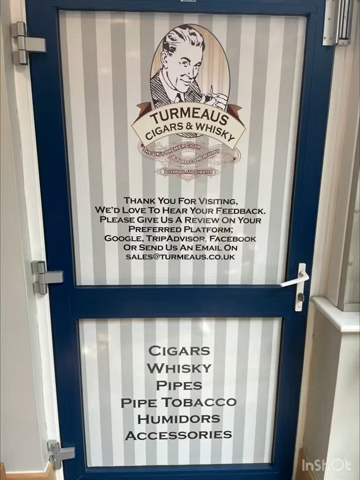 TURMEAUS
CIGARS & WHISKY
THANK YOU FOR VISITING,
WE'D LOVE TO HEAR YOUR FEEDBACK.
PLEASE GIVE US A REVIEW ON YOUR
PREFERRED PLATFORM:
GOOGLE, TRIPADVISOR, FACEBOOK
OR SEND US AN EMAIL ON
SALES@TURMEAUS.CO.UK
CIGARS
WHISKY
PIPES
PIPE TOBACCO
HUMIDORS
ACCESSORIES
InShOt